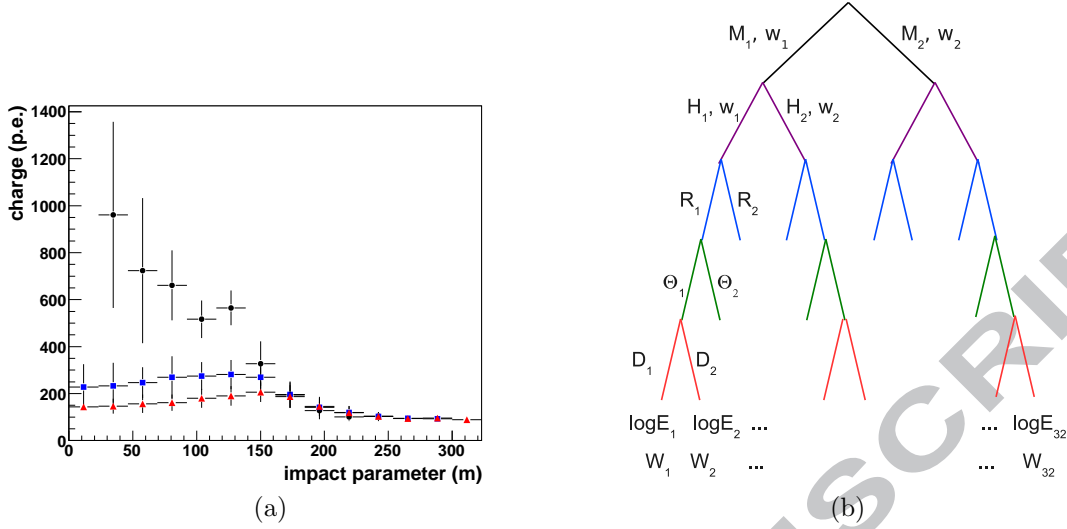 1400
1200
1000
800
600
400
200
0
0 50 100 150 200 250 300
charge (p.e.)
impact parameter (m)
(a)
M₁, w₁
M₂, w₂
H₁, w₁ H₂, w₂
R₁ R₂
Θ₁ Θ₂
D₁ D₂
logE₁ logE₂ ... ... logE₃₂
W₁ W₂ ... ... W₃₂
(b)